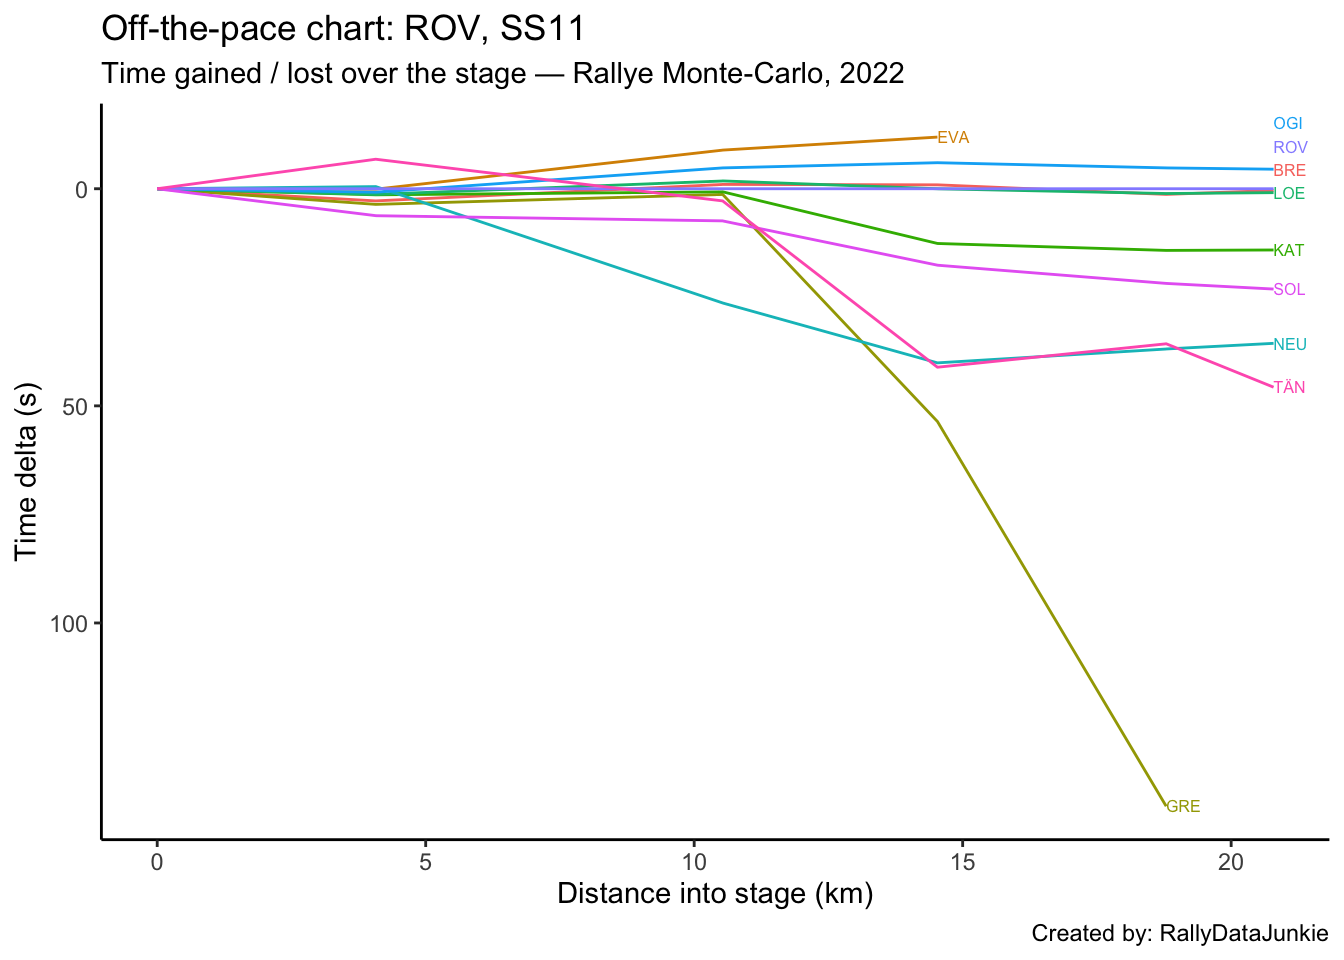 Off-the-pace chart: ROV, SS11
Time gained / lost over the stage — Rallye Monte-Carlo, 2022
OGI
EVA
ROV
BRE
0
LOE
KAT
SOL
NEU
TÄN
50
Time delta (s)
100
GRE
0 5 10 15 20
Distance into stage (km)
Created by: RallyDataJunkie